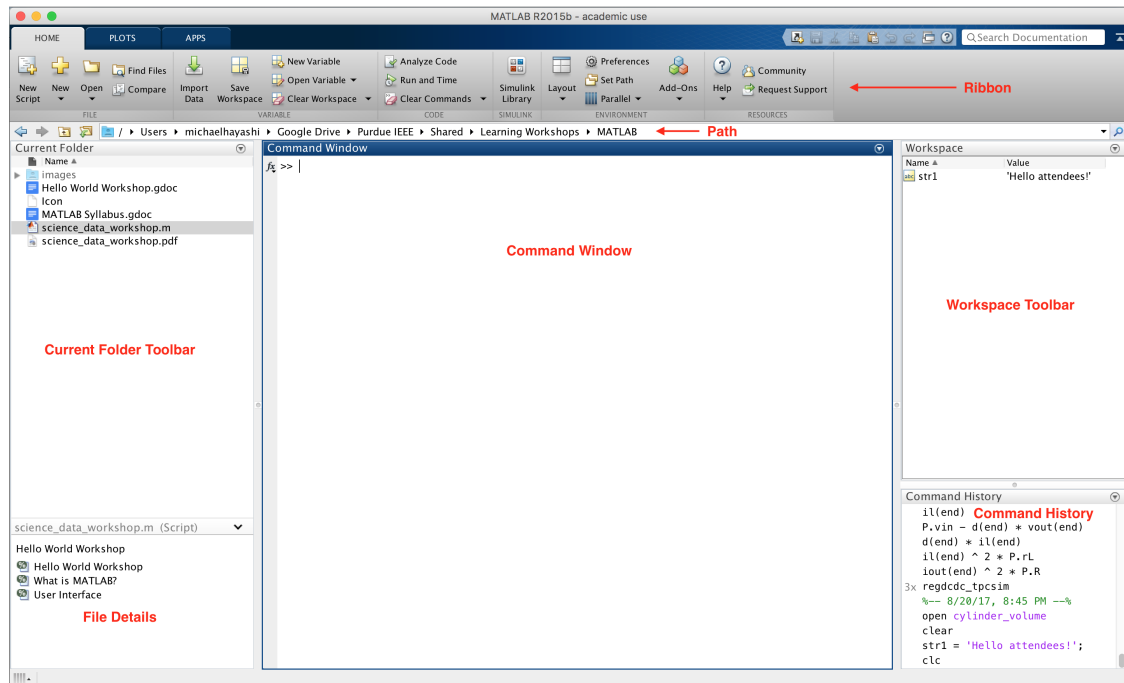 MATLAB R2015b - academic use
HOME PLOTS APPS
Search Documentation
New Script
New
Open
Find Files
Compare
FILE
Import Data
Save Workspace
New Variable
Open Variable
Clear Workspace
VARIABLE
Analyze Code
Run and Time
Clear Commands
CODE
Simulink Library
SIMULINK
Layout
Preferences
Set Path
Parallel
Add-Ons
ENVIRONMENT
Help
Community
Request Support
RESOURCES
Ribbon
/ Users michaelhayashi Google Drive Purdue IEEE Shared Learning Workshops MATLAB
Path
Current Folder
Name
images
Hello World Workshop.gdoc
Icon
MATLAB Syllabus.gdoc
science_data_workshop.m
science_data_workshop.pdf
Current Folder Toolbar
science_data_workshop.m (Script)
Hello World Workshop
Hello World Workshop
What is MATLAB?
User Interface
File Details
Command Window
fx >>
Command Window
Workspace
Name Value
abc str1 'Hello attendees!'
Workspace Toolbar
Command History
il(end)
Command History
P.vin - d(end) * vout(end)
d(end) * il(end)
il(end) ^ 2 * P.rL
iout(end) ^ 2 * P.R
3x regdcdc_tpcsim
%-- 8/20/17, 8:45 PM --%
open cylinder_volume
clear
str1 = 'Hello attendees!';
clc